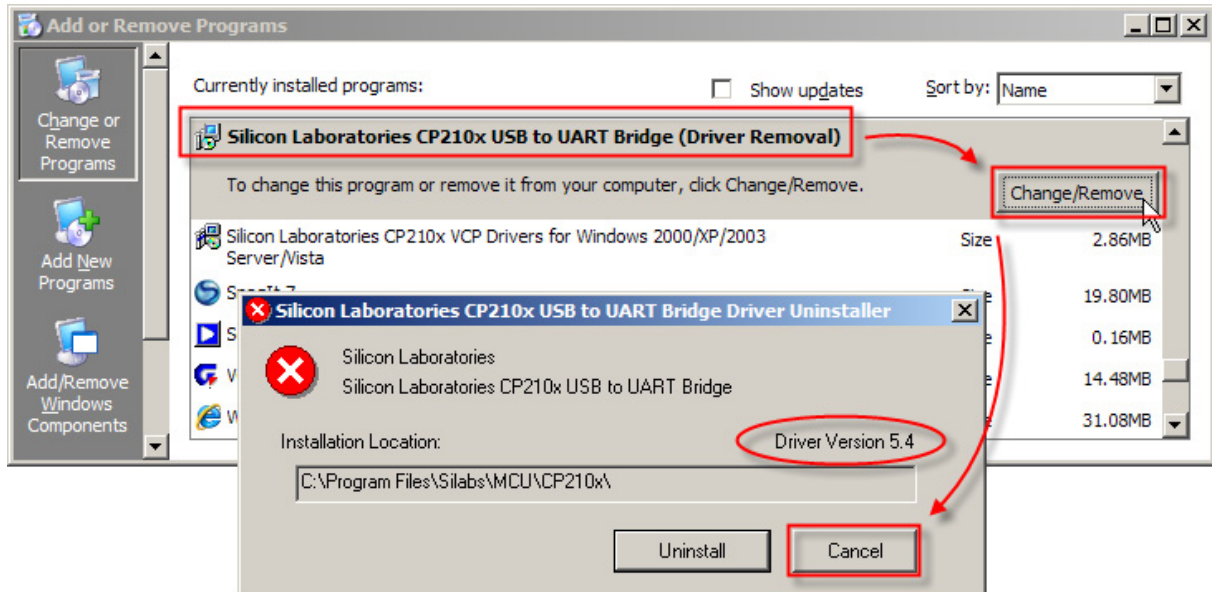 Add or Remove Programs
Currently installed programs:
Show updates
Sort by: Name
Change or
Remove
Programs
Silicon Laboratories CP210x USB to UART Bridge (Driver Removal)
To change this program or remove it from your computer, click Change/Remove.
Change/Remove
Add New
Programs
Silicon Laboratories CP210x VCP Drivers for Windows 2000/XP/2003
Server/Vista
Size 2.86MB
19.80MB
0.16MB
14.48MB
31.08MB
Add/Remove
Windows
Components
Silicon Laboratories CP210x USB to UART Bridge Driver Uninstaller
Silicon Laboratories
Silicon Laboratories CP210x USB to UART Bridge
Installation Location:
Driver Version 5.4
C:\Program Files\Silabs\MCU\CP210x\
Uninstall
Cancel